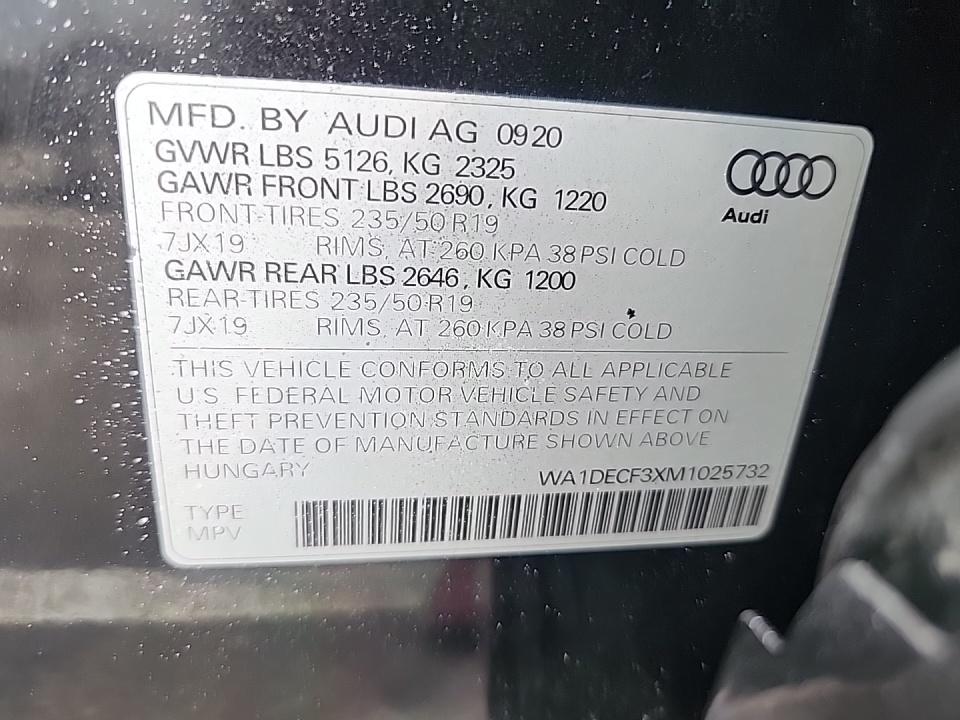 MFD. BY AUDI AG 0920
GVWR LBS 5126, KG 2325
GAWR FRONT LBS 2690, KG 1220
FRONT-TIRES 235/50 R19
7JX19 RIMS, AT 260 KPA 38 PSI COLD
GAWR REAR LBS 2646, KG 1200
REAR-TIRES 235/50 R19
7JX19 RIMS, AT 260 KPA 38 PSI COLD
Audi
THIS VEHICLE CONFORMS TO ALL APPLICABLE
U.S. FEDERAL MOTOR VEHICLE SAFETY AND
THEFT PREVENTION STANDARDS IN EFFECT ON
THE DATE OF MANUFACTURE SHOWN ABOVE
HUNGARY WA1DECF3XM1025732
TYPE
MPV